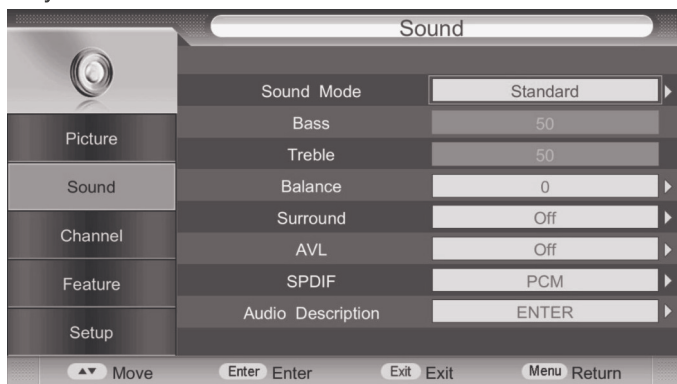 Sound
Sound Mode Standard
Bass 50
Treble 50
Balance 0
Surround Off
AVL Off
SPDIF PCM
Audio Description ENTER
Picture
Sound
Channel
Feature
Setup
Move Enter Enter Exit Exit Menu Return